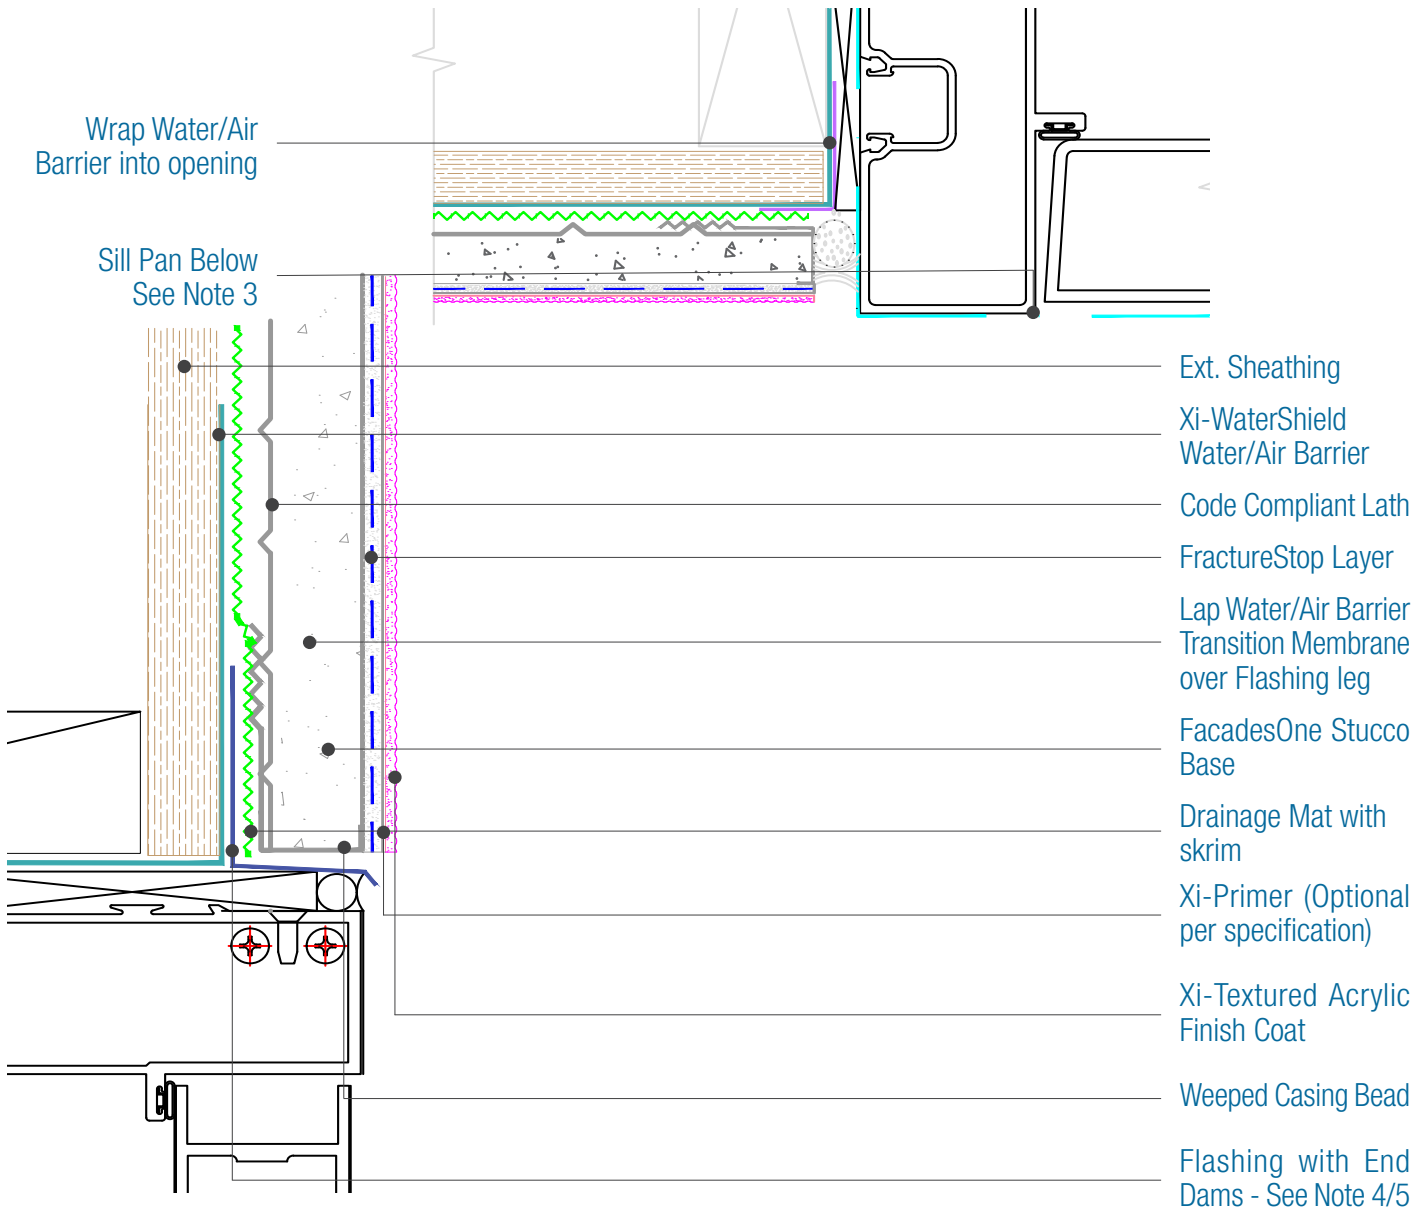 Wrap Water/Air
Barrier into opening
Sill Pan Below
See Note 3
Ext. Sheathing
Xi-WaterShield
Water/Air Barrier
Code Compliant Lath
FractureStop Layer
Lap Water/Air Barrier
Transition Membrane
over Flashing leg
FacadesOne Stucco
Base
Drainage Mat with
skrim
Xi-Primer (Optional
per specification)
Xi-Textured Acrylic
Finish Coat
Weeped Casing Bead
Flashing with End
Dams - See Note 4/5